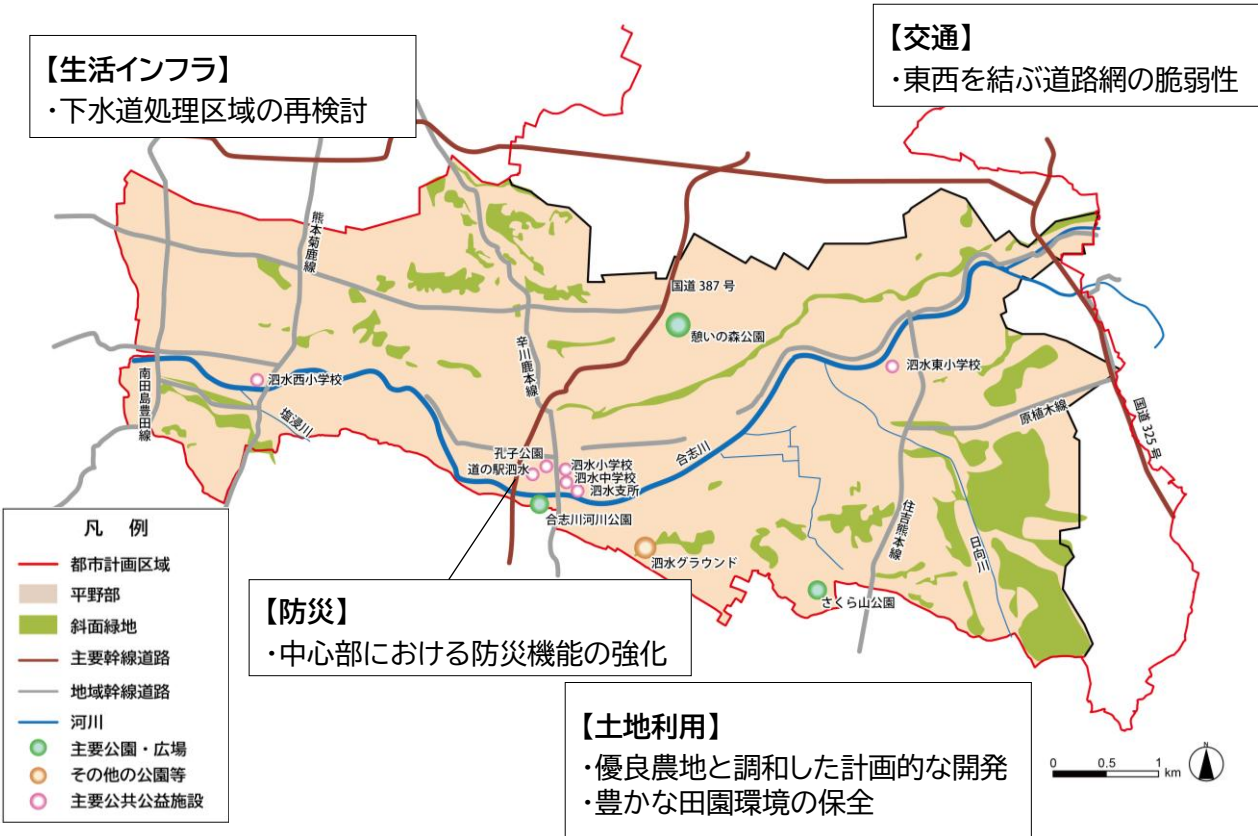 【生活インフラ】
・下水道処理区域の再検討
【交通】
・東西を結ぶ道路網の脆弱性
熊本菊鹿線
国道 387 号
憩いの森公園
辛川鹿本線
泗水西小学校
泗水東小学校
南田島豊田線
塩浸川
原植木線
国道 325 号
合志川
孔子公園
道の駅泗水
泗水小学校
泗水中学校
泗水支所
合志川河川公園
住吉熊本線
日向川
泗水グラウンド
さくら山公園
凡 例
都市計画区域
平野部
斜面緑地
主要幹線道路
地域幹線道路
河川
主要公園・広場
その他の公園等
主要公共公益施設
【防災】
・中心部における防災機能の強化
【土地利用】
・優良農地と調和した計画的な開発
・豊かな田園環境の保全
0 0.5 1 km
N